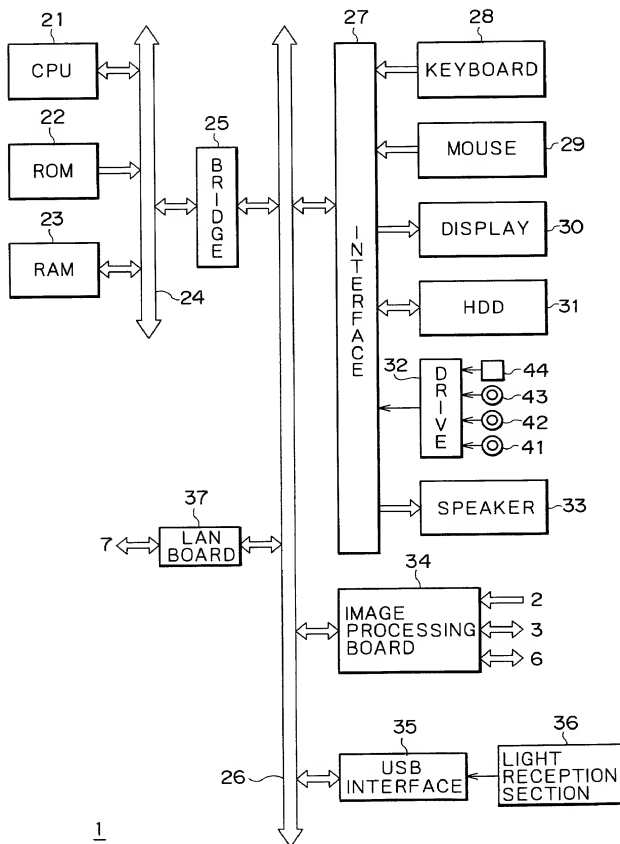 21
CPU
22
ROM
23
RAM
24
25
BRIDGE
26
27
INTERFACE
28
KEYBOARD
MOUSE
29
DISPLAY
30
HDD
31
32
DRIVE
44
43
42
41
SPEAKER
33
37
LAN
BOARD
7
34
IMAGE
PROCESSING
BOARD
2
3
6
35
USB
INTERFACE
36
LIGHT
RECEPTION
SECTION
1